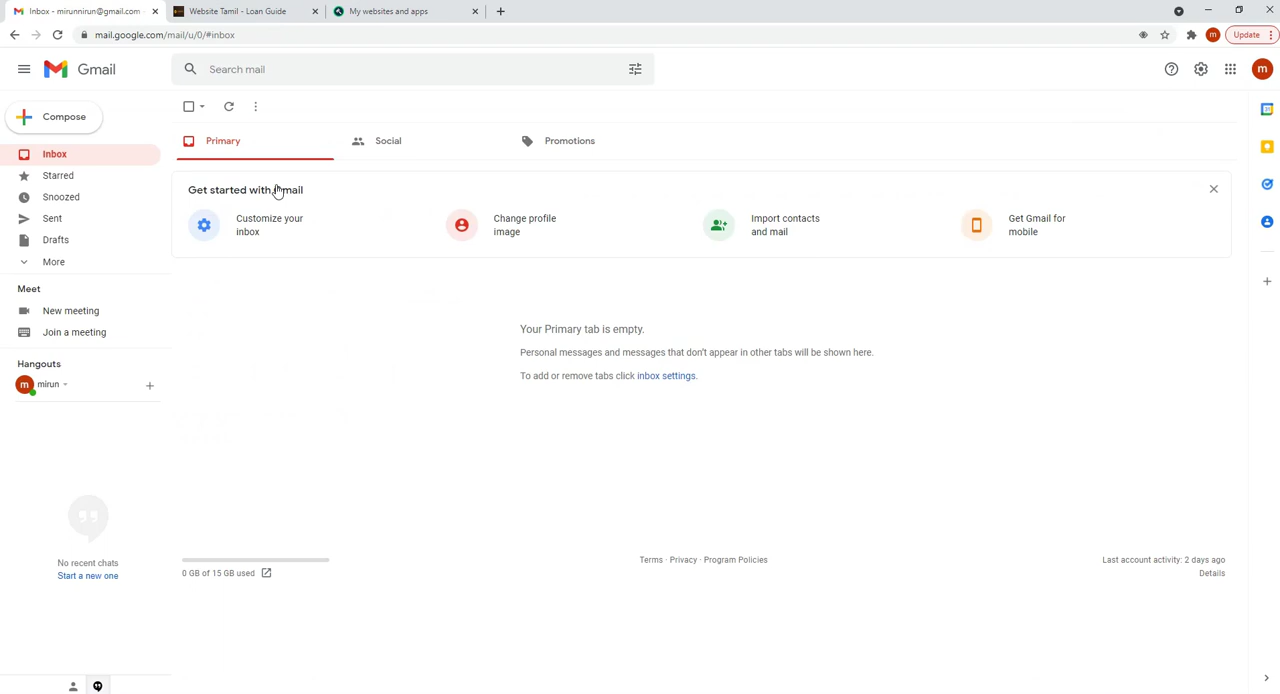 Inbox - mirunnirun@gmail.com
Website Tamil - Loan Guide
My websites and apps
mail.google.com/mail/u/0/#inbox
m
Update
Gmail
Search mail
m
Compose
Primary
Social
Promotions
Inbox
Starred
Snoozed
Sent
Drafts
More
Get started with Gmail
Customize your
inbox
Change profile
image
Import contacts
and mail
Get Gmail for
mobile
Meet
New meeting
Join a meeting
Hangouts
m
mirun
Your Primary tab is empty.
Personal messages and messages that don't appear in other tabs will be shown here.
To add or remove tabs click inbox settings.
No recent chats
Start a new one
0 GB of 15 GB used
Terms · Privacy · Program Policies
Last account activity: 2 days ago
Details